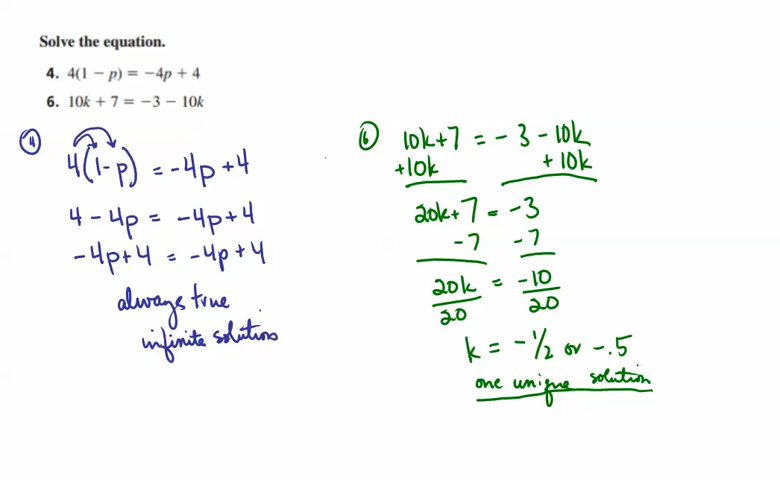 Solve the equation.
4. 4(1 − p) = −4p + 4
6. 10k + 7 = −3 − 10k
4
4(1-p) = -4p+4
4 - 4p = -4p+4
-4p+4 = -4p+4
always true
infinite solutions
6
10k+7 = -3 -10k
+10k +10k
20k+7 = -3
-7 -7
20k = -10
20 20
k = -1/2 or -.5
one unique solution